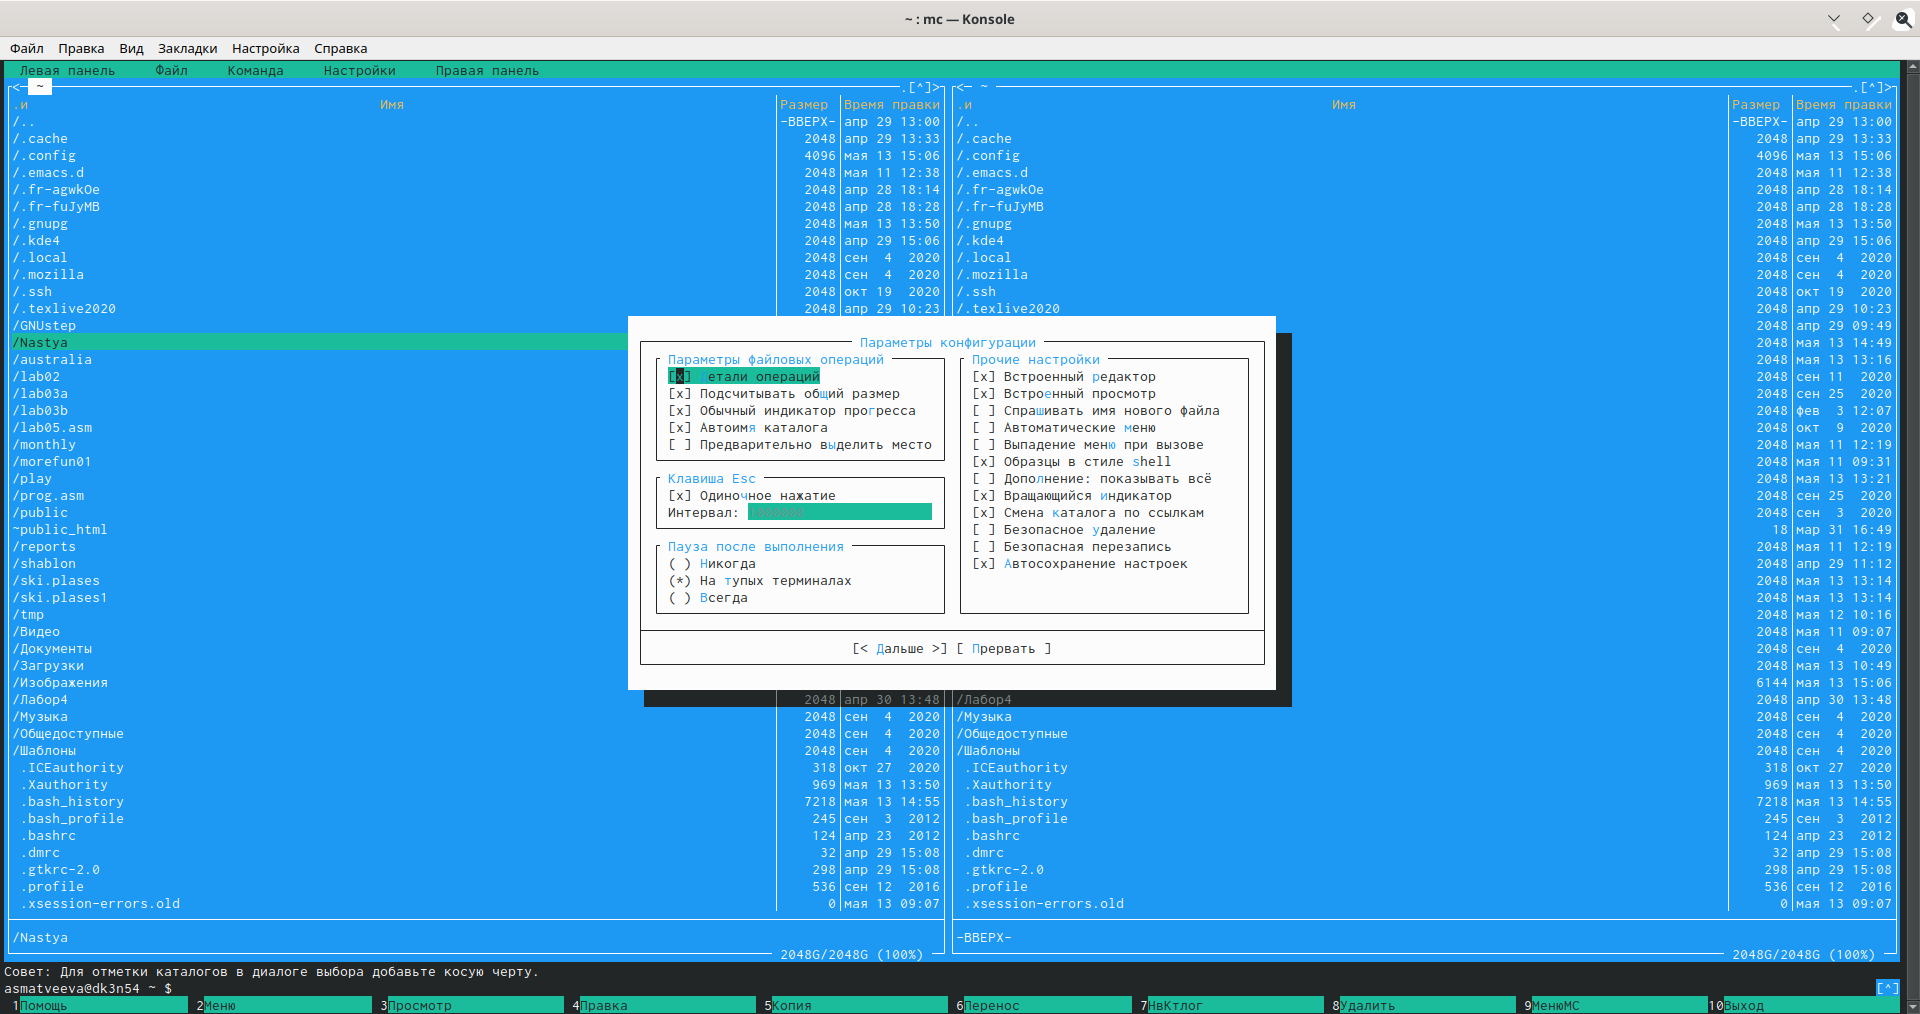 ~ : mc — Konsole
Файл Правка Вид Закладки Настройка Справка
Левая панель Файл Команда Настройки Правая панель
<- ~ .[^]> <- ~ .[^]>
.и Имя Размер Время правки .и Имя Размер Время правки
/.. -ВВЕРХ- апр 29 13:00 /.. -ВВЕРХ- апр 29 13:00
/.cache 2048 апр 29 13:33 /.cache 2048 апр 29 13:33
/.config 4096 мая 13 15:06 /.config 4096 мая 13 15:06
/.emacs.d 2048 мая 11 12:38 /.emacs.d 2048 мая 11 12:38
/.fr-agwkOe 2048 апр 28 18:14 /.fr-agwkOe 2048 апр 28 18:14
/.fr-fuJyMB 2048 апр 28 18:28 /.fr-fuJyMB 2048 апр 28 18:28
/.gnupg 2048 мая 13 13:50 /.gnupg 2048 мая 13 13:50
/.kde4 2048 апр 29 15:06 /.kde4 2048 апр 29 15:06
/.local 2048 сен 4 2020 /.local 2048 сен 4 2020
/.mozilla 2048 сен 4 2020 /.mozilla 2048 сен 4 2020
/.ssh 2048 окт 19 2020 /.ssh 2048 окт 19 2020
/.texlive2020 2048 апр 29 10:23 /.texlive2020 2048 апр 29 10:23
/GNUstep 2048 апр 29 09:49
/Nastya Параметры конфигурации 2048 мая 13 14:49
/australia Параметры файловых операций Прочие настройки 2048 мая 13 13:16
/lab02 [x] Детали операций [x] Встроенный редактор 2048 сен 11 2020
/lab03a [x] Подсчитывать общий размер [x] Встроенный просмотр 2048 сен 25 2020
/lab03b [x] Обычный индикатор прогресса [ ] Спрашивать имя нового файла 2048 фев 3 12:07
/lab05.asm [x] Автоимя каталога [ ] Автоматические меню 2048 окт 9 2020
/monthly [ ] Предварительно выделить место [ ] Выпадение меню при вызове 2048 мая 11 12:19
/morefun01 [x] Образцы в стиле shell 2048 мая 11 09:31
/play Клавиша Esc [ ] Дополнение: показывать всё 2048 мая 13 13:21
/prog.asm [x] Одиночное нажатие [x] Вращающийся индикатор 2048 сен 25 2020
/public Интервал: [x] Смена каталога по ссылкам 2048 сен 3 2020
~public_html [ ] Безопасное удаление 18 мар 31 16:49
/reports Пауза после выполнения [ ] Безопасная перезапись 2048 мая 11 12:19
/shablon ( ) Никогда [x] Автосохранение настроек 2048 апр 29 11:12
/ski.plases (*) На тупых терминалах 2048 мая 13 13:14
/ski.plases1 ( ) Всегда 2048 мая 13 13:14
/tmp 2048 мая 12 10:16
/Видео 2048 мая 11 09:07
/Документы [< Дальше >] [ Прервать ] 2048 сен 4 2020
/Загрузки 2048 мая 13 10:49
/Изображения 6144 мая 13 15:06
/Лабор4 2048 апр 30 13:48 /Лабор4 2048 апр 30 13:48
/Музыка 2048 сен 4 2020 /Музыка 2048 сен 4 2020
/Общедоступные 2048 сен 4 2020 /Общедоступные 2048 сен 4 2020
/Шаблоны 2048 сен 4 2020 /Шаблоны 2048 сен 4 2020
.ICEauthority 318 окт 27 2020 .ICEauthority 318 окт 27 2020
.Xauthority 969 мая 13 13:50 .Xauthority 969 мая 13 13:50
.bash_history 7218 мая 13 14:55 .bash_history 7218 мая 13 14:55
.bash_profile 245 сен 3 2012 .bash_profile 245 сен 3 2012
.bashrc 124 апр 23 2012 .bashrc 124 апр 23 2012
.dmrc 32 апр 29 15:08 .dmrc 32 апр 29 15:08
.gtkrc-2.0 298 апр 29 15:08 .gtkrc-2.0 298 апр 29 15:08
.profile 536 сен 12 2016 .profile 536 сен 12 2016
.xsession-errors.old 0 мая 13 09:07 .xsession-errors.old 0 мая 13 09:07
/Nastya -ВВЕРХ-
2048G/2048G (100%) 2048G/2048G (100%)
Совет: Для отметки каталогов в диалоге выбора добавьте косую черту.
asmatveeva@dk3n54 ~ $ [^]
1Помощь 2Меню 3Просмотр 4Правка 5Копия 6Перенос 7НвКтлог 8Удалить 9МенюМС 10Выход